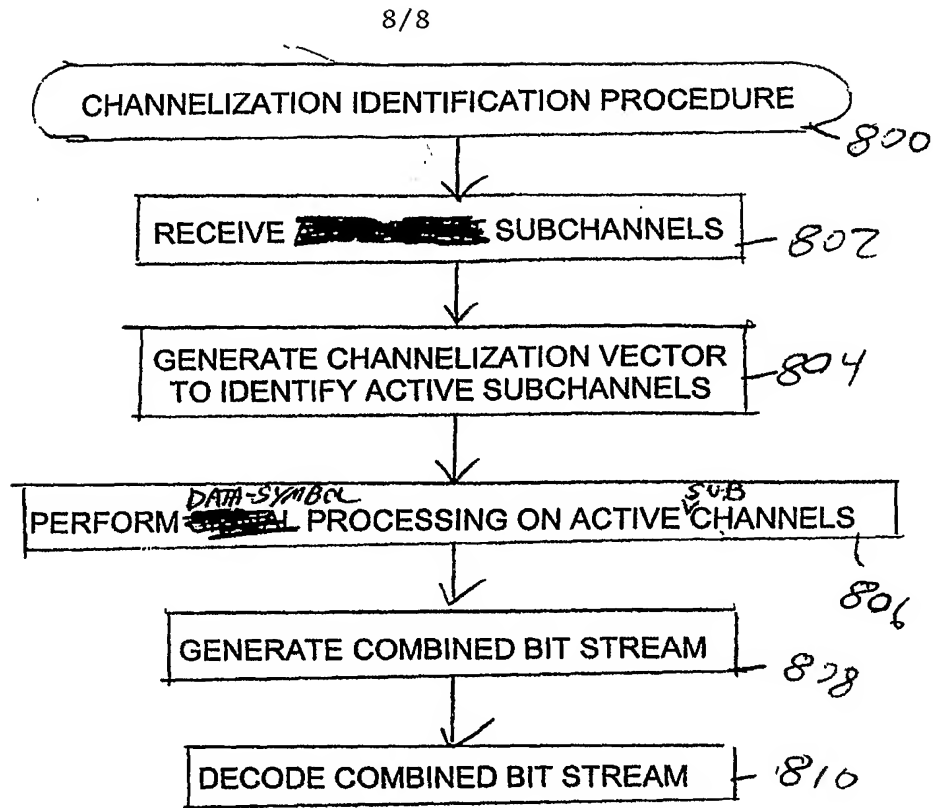 8/8
CHANNELIZATION IDENTIFICATION PROCEDURE
800
RECEIVE SUBCHANNELS
802
GENERATE CHANNELIZATION VECTOR
TO IDENTIFY ACTIVE SUBCHANNELS
804
DATA-SYMBOL SUB
PERFORM PROCESSING ON ACTIVE CHANNELS
806
GENERATE COMBINED BIT STREAM
808
DECODE COMBINED BIT STREAM
810